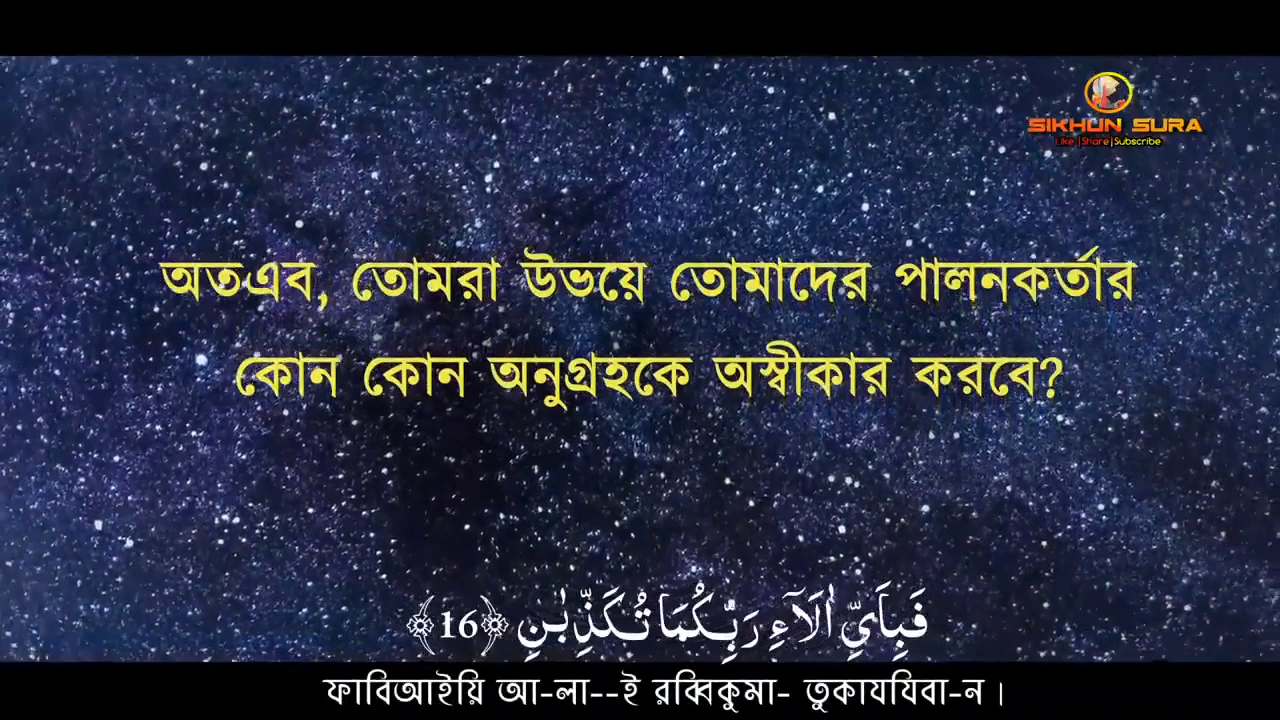 SIKHUN SURA
Like |Share|Subscribe
অতএব, তোমরা উভয়ে তোমাদের পালনকর্তার
কোন কোন অনুগ্রহকে অস্বীকার করবে?
فَبِاَيِّ اٰلَآءِ رَبِّكُمَا تُكَذِّبٰنِ ﴿16﴾
ফাবিআইয়ি আ-লা--ই রব্বিকুমা- তুকাযযিবা-ন।